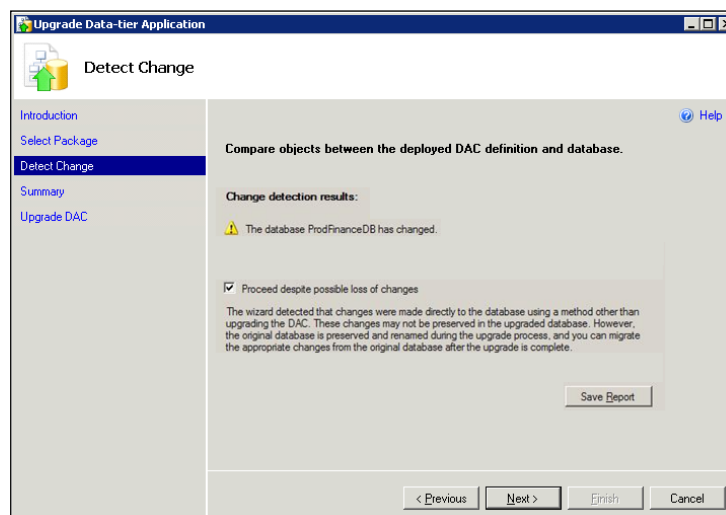 Upgrade Data-tier Application
Detect Change
Introduction
Help
Select Package
Compare objects between the deployed DAC definition and database.
Detect Change
Summary
Change detection results:
Upgrade DAC
The database ProdFinanceDB has changed.
Proceed despite possible loss of changes
The wizard detected that changes were made directly to the database using a method other than
upgrading the DAC. These changes may not be preserved in the upgraded database. However,
the original database is preserved and renamed during the upgrade process, and you can migrate
the appropriate changes from the original database after the upgrade is complete.
Save Report
< Previous
Next >
Finish
Cancel